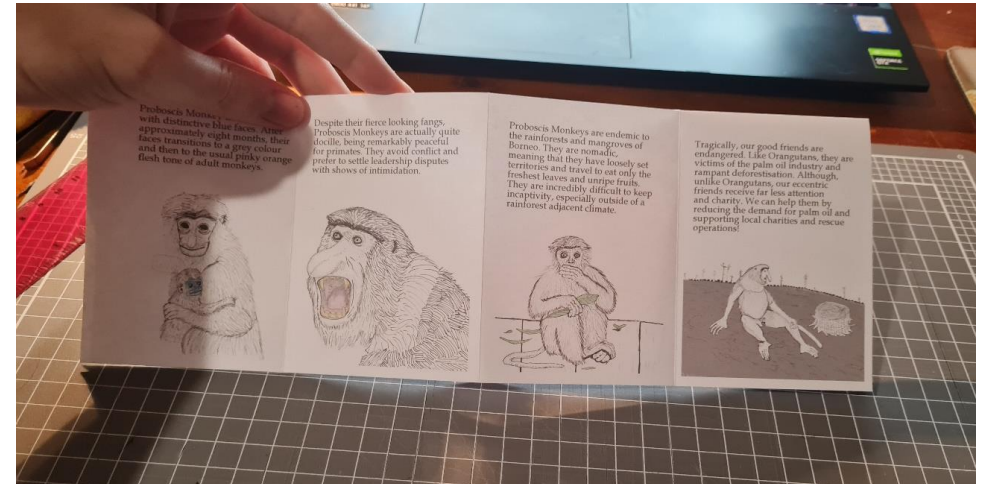 Proboscis
with distinctive blue faces. After
approximately eight months, their
faces transitions to a grey colour
and then to the usual pinky orange
flesh tone of adult monkeys.
Despite their fierce looking fangs,
Proboscis Monkeys are actually quite
docille, being remarkably peaceful
for primates. They avoid conflict and
prefer to settle leadership disputes
with shows of intimidation.
Proboscis Monkeys are endemic to
the rainforests and mangroves of
Borneo. They are nomadic,
meaning that they have loosely set
territories and travel to eat only the
freshest leaves and unripe fruits.
They are incredibly difficult to keep
incaptivity, especially outside of a
rainforest adjacent climate.
Tragically, our good friends are
endangered. Like Orangutans, they are
victims of the palm oil industry and
rampant deforestisation. Although,
unlike Orangutans, our eccentric
friends receive far less attention
and charity. We can help them by
reducing the demand for palm oil and
supporting local charities and rescue
operations!